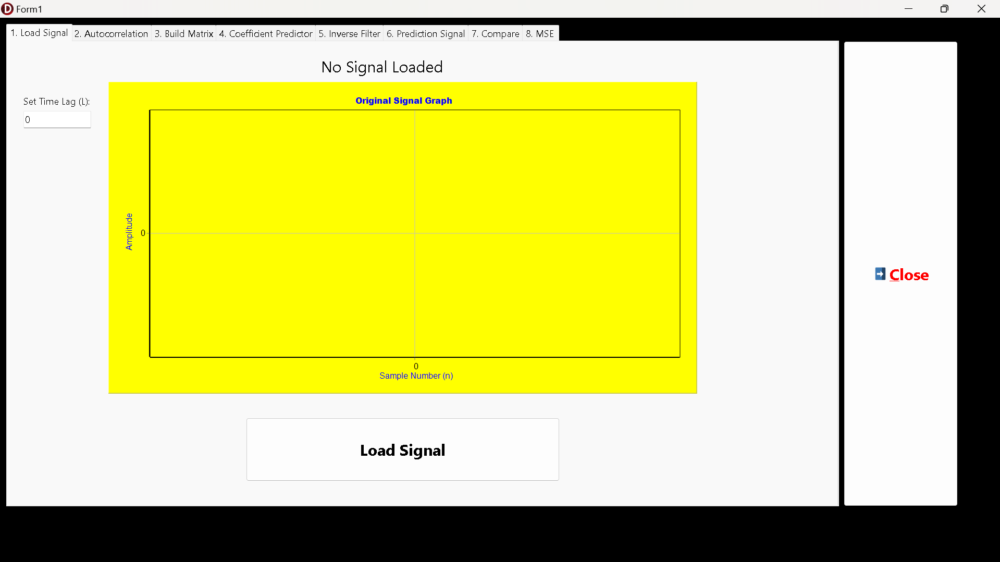 Form1
1. Load Signal 2. Autocorrelation 3. Build Matrix 4. Coefficient Predictor 5. Inverse Filter 6. Prediction Signal 7. Compare 8. MSE
No Signal Loaded
Set Time Lag (L):
0
Original Signal Graph
Amplitude
0
0
Sample Number (n)
Load Signal
Close